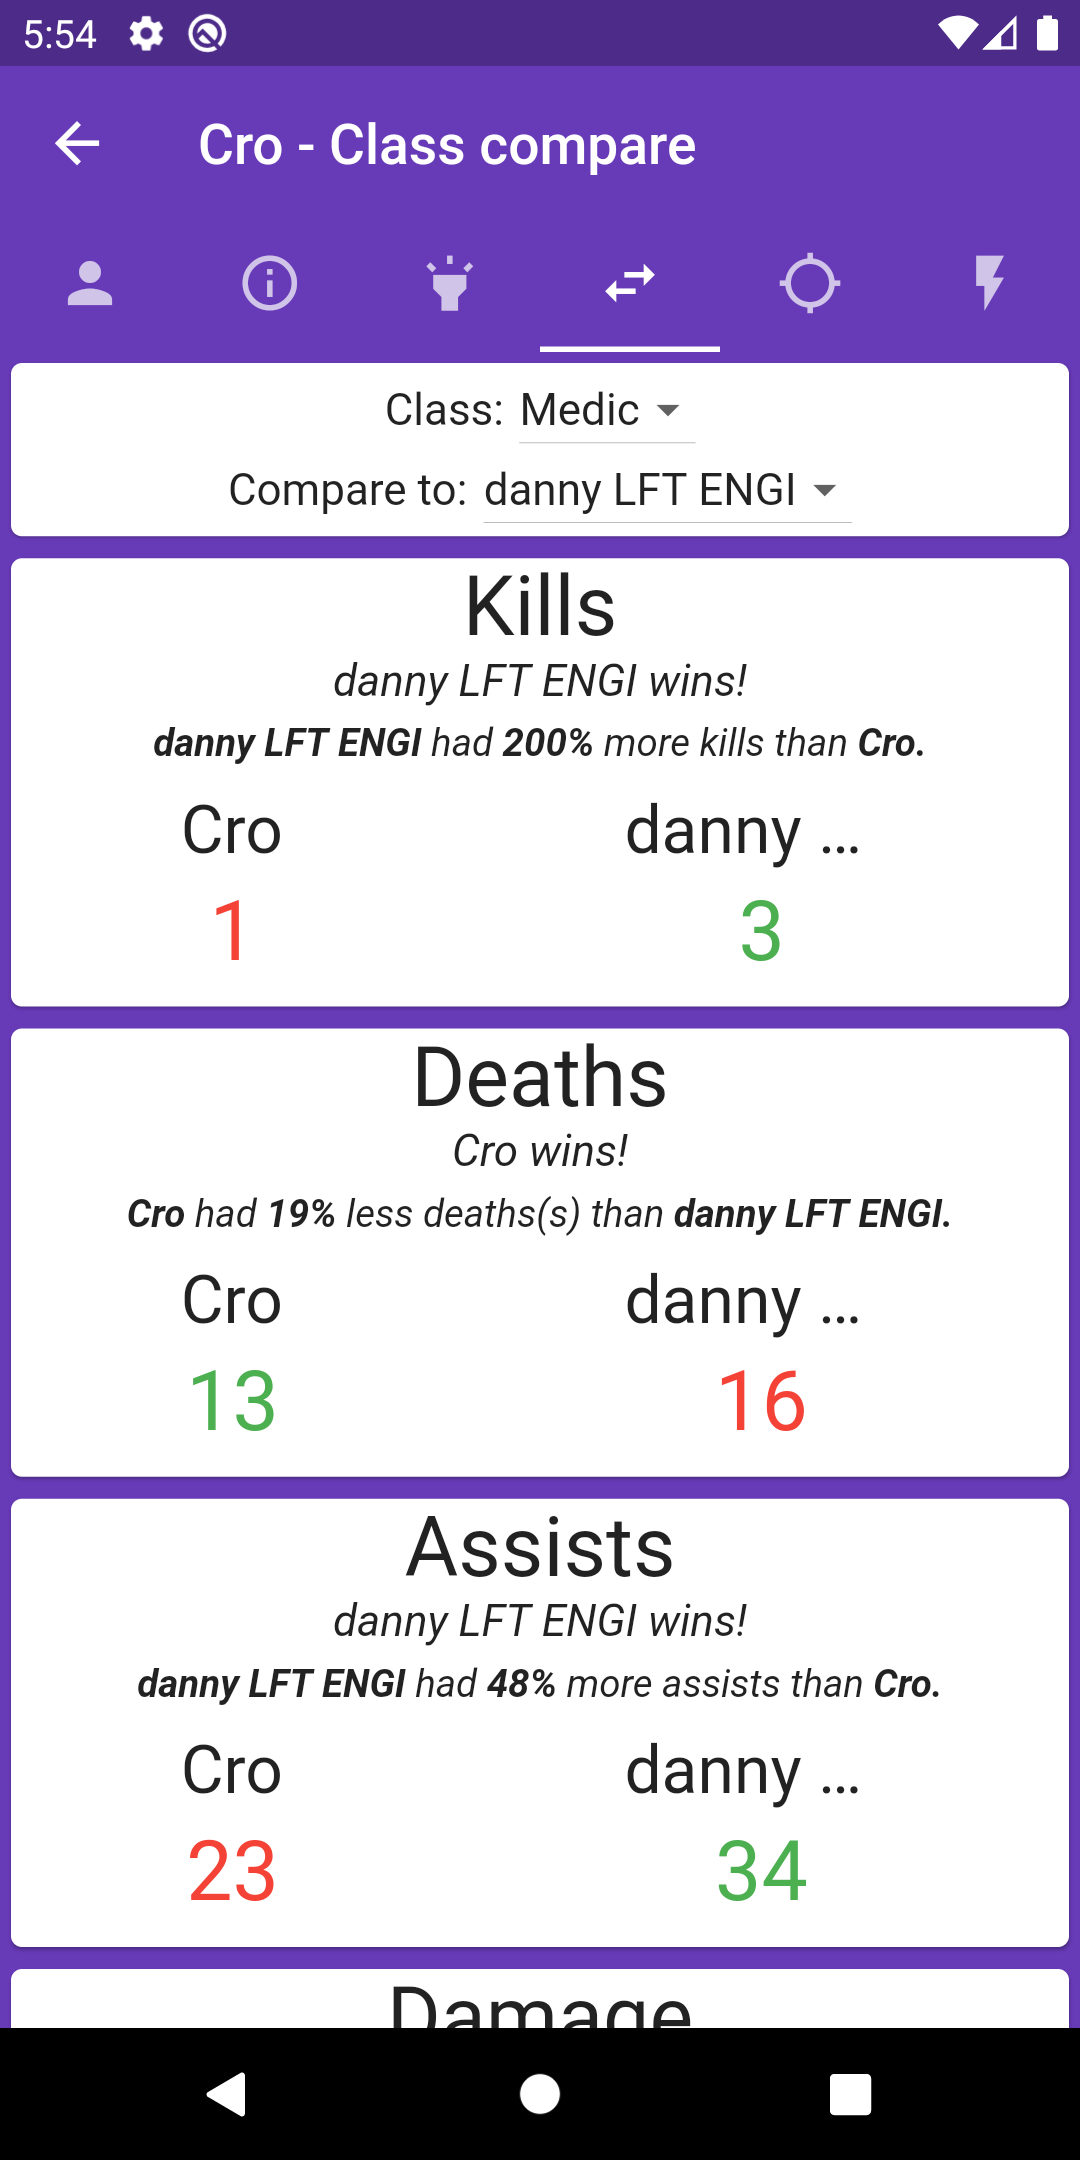 5:54
Cro - Class compare
Class: Medic
Compare to: danny LFT ENGI
Kills
danny LFT ENGI wins!
danny LFT ENGI had 200% more kills than Cro.
Cro danny ...
1 3
Deaths
Cro wins!
Cro had 19% less deaths(s) than danny LFT ENGI.
Cro danny ...
13 16
Assists
danny LFT ENGI wins!
danny LFT ENGI had 48% more assists than Cro.
Cro danny ...
23 34
Damage